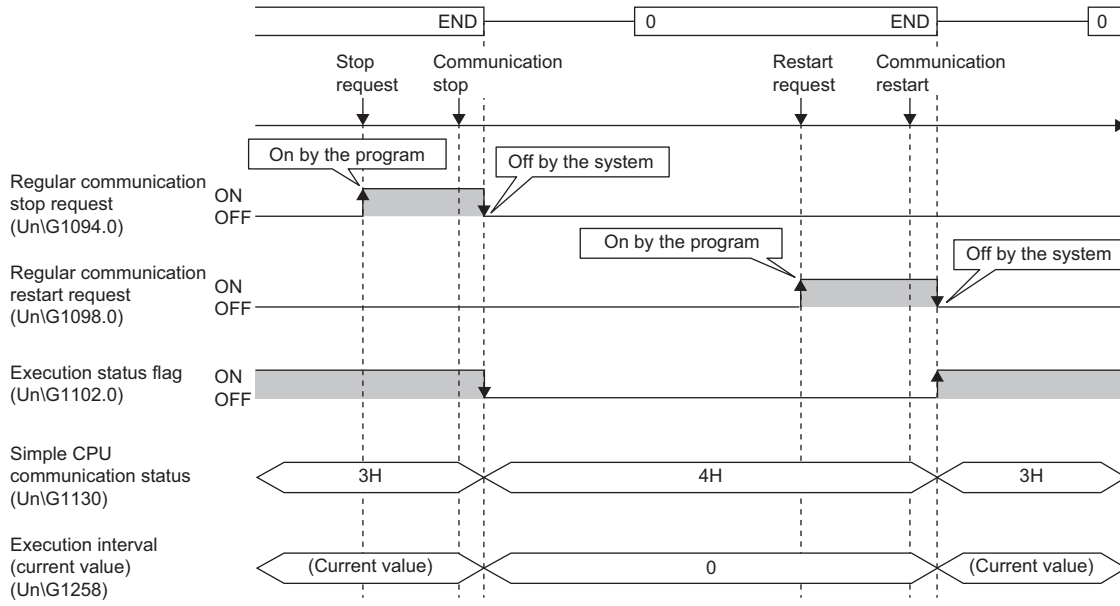 END
0
END
0
Stop
request
Communication
stop
Restart
request
Communication
restart
On by the program
Off by the system
Regular communication
stop request
(Un\G1094.0)
ON
OFF
On by the program
Off by the system
Regular communication
restart request
(Un\G1098.0)
ON
OFF
Execution status flag
(Un\G1102.0)
ON
OFF
Simple CPU
communication status
(Un\G1130)
3H
4H
3H
Execution interval
(current value)
(Un\G1258)
(Current value)
0
(Current value)